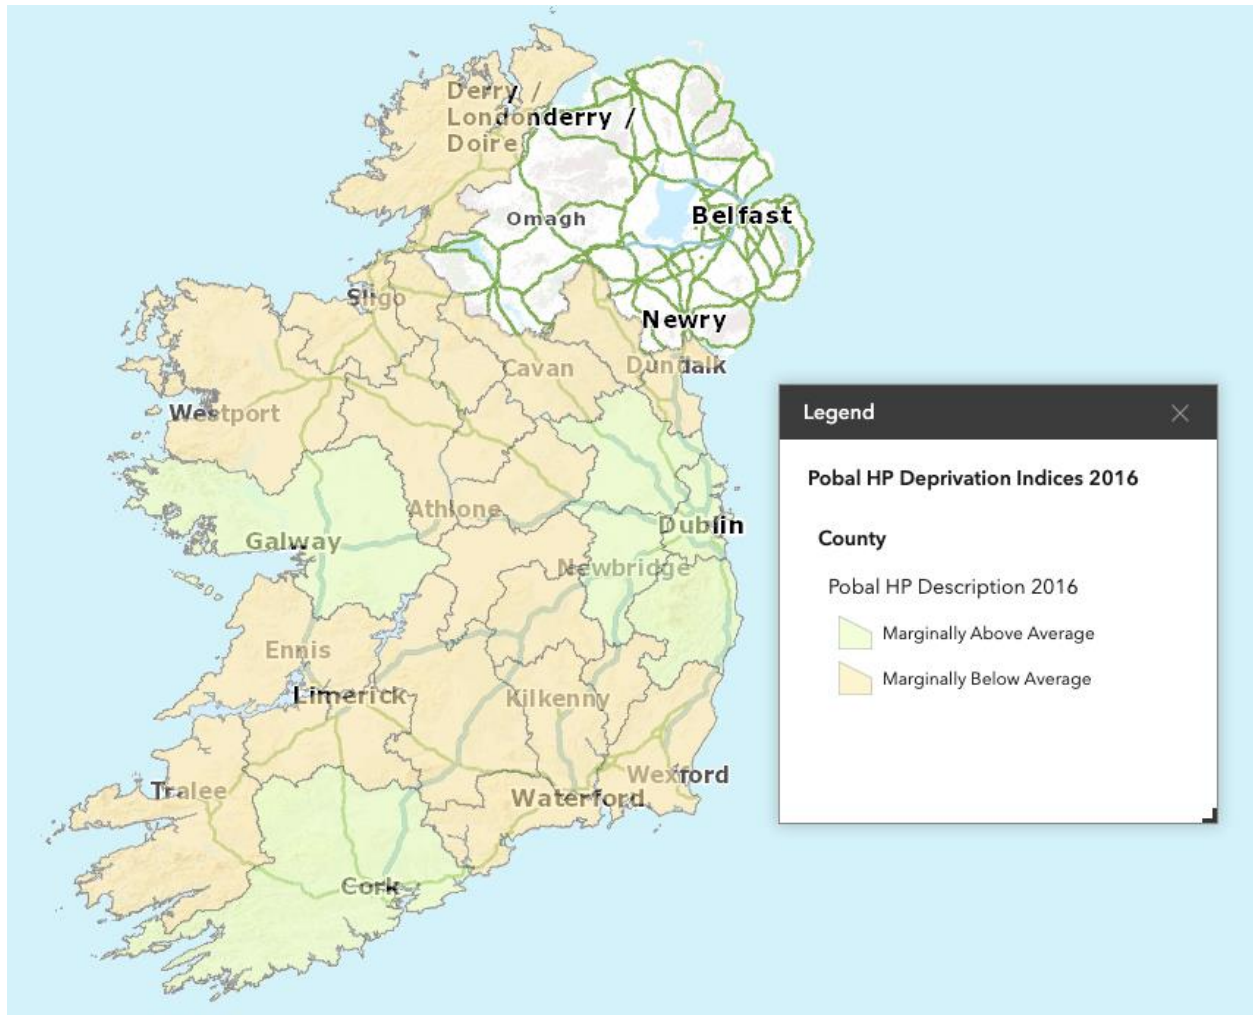 Derry /
Londonderry /
Doire
Omagh
Belfast
Sligo
Newry
Cavan
Dundalk
Westport
Athlone
Dublin
Galway
Newbridge
Ennis
Limerick
Kilkenny
Tralee
Wexford
Waterford
Cork
Legend
Pobal HP Deprivation Indices 2016
County
Pobal HP Description 2016
Marginally Above Average
Marginally Below Average